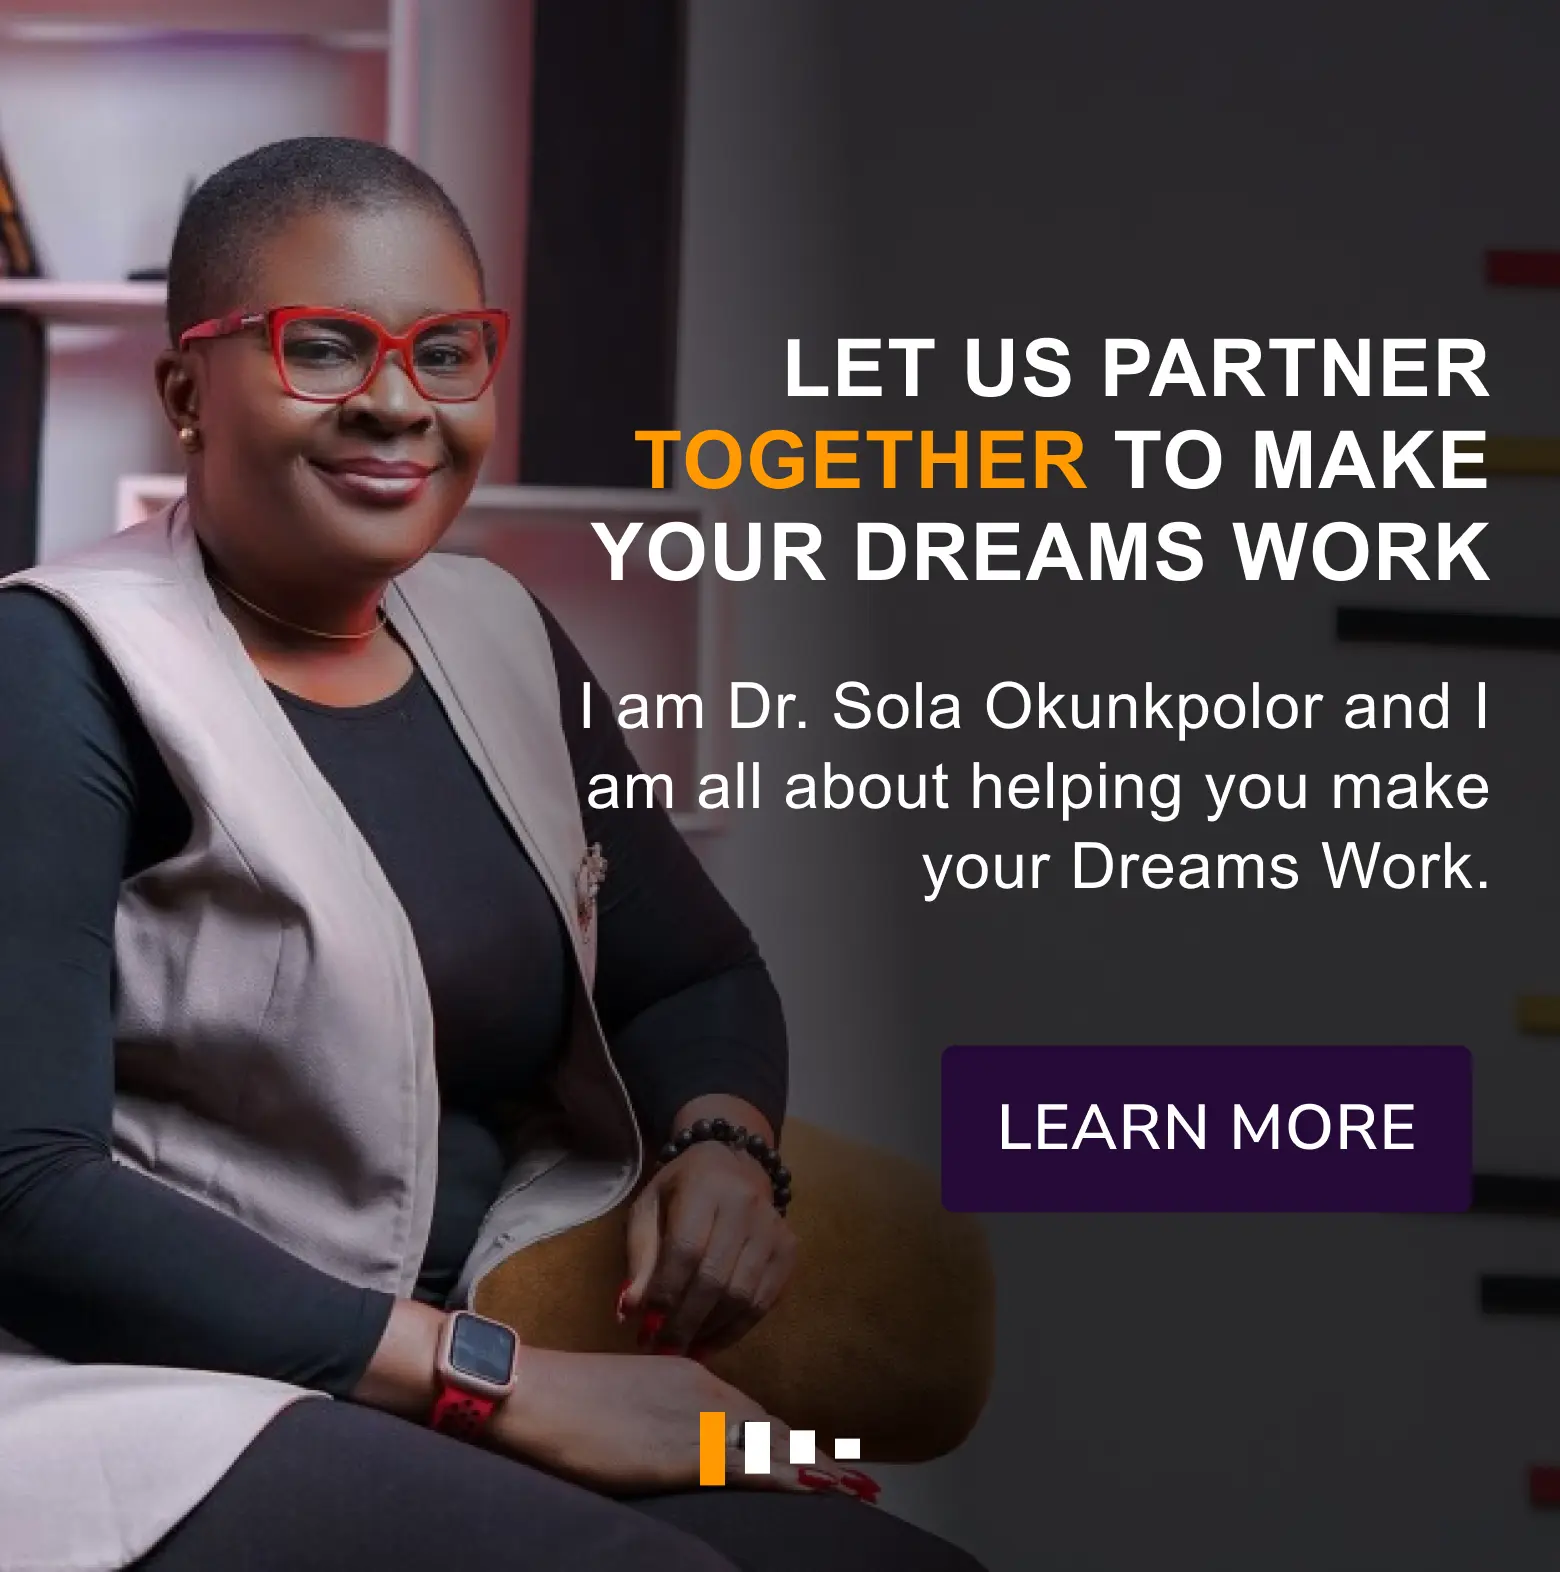 LET US PARTNER
TOGETHER TO MAKE
YOUR DREAMS WORK
I am Dr. Sola Okunkpolor and I
am all about helping you make
your Dreams Work.
LEARN MORE